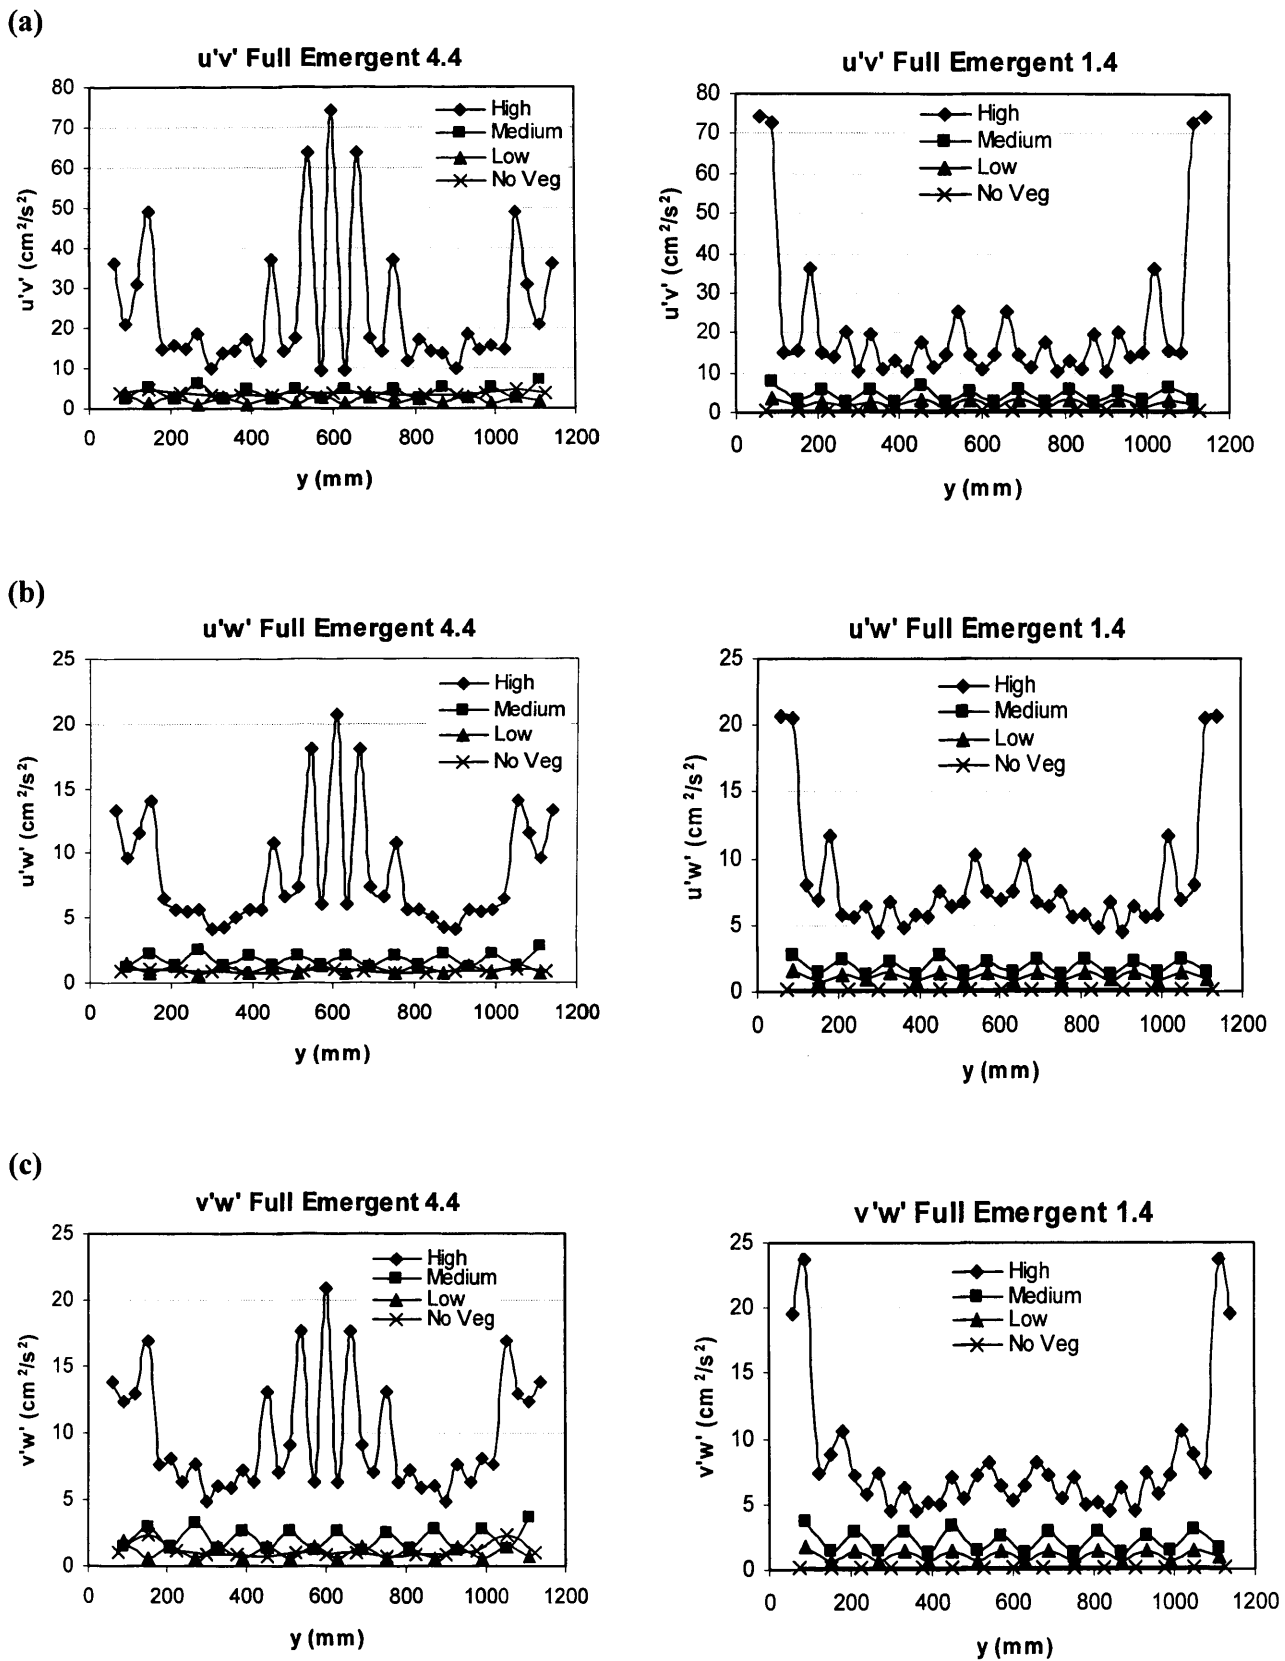 (a)
u'v' Full Emergent 4.4
80
70
60
50
40
30
20
10
0
u'v' (cm²/s²)
High
Medium
Low
No Veg
0 200 400 600 800 1000 1200
y (mm)
u'v' Full Emergent 1.4
80
70
60
50
40
30
20
10
0
u'v' (cm²/s²)
High
Medium
Low
No Veg
0 200 400 600 800 1000 1200
y (mm)
(b)
u'w' Full Emergent 4.4
25
20
15
10
5
0
u'w' (cm²/s²)
High
Medium
Low
No Veg
0 200 400 600 800 1000 1200
y (mm)
u'w' Full Emergent 1.4
25
20
15
10
5
0
u'w' (cm²/s²)
High
Medium
Low
No Veg
0 200 400 600 800 1000 1200
y (mm)
(c)
v'w' Full Emergent 4.4
25
20
15
10
5
0
v'w' (cm²/s²)
High
Medium
Low
No Veg
0 200 400 600 800 1000 1200
y (mm)
v'w' Full Emergent 1.4
25
20
15
10
5
0
v'w' (cm²/s²)
High
Medium
Low
No Veg
0 200 400 600 800 1000 1200
y (mm)